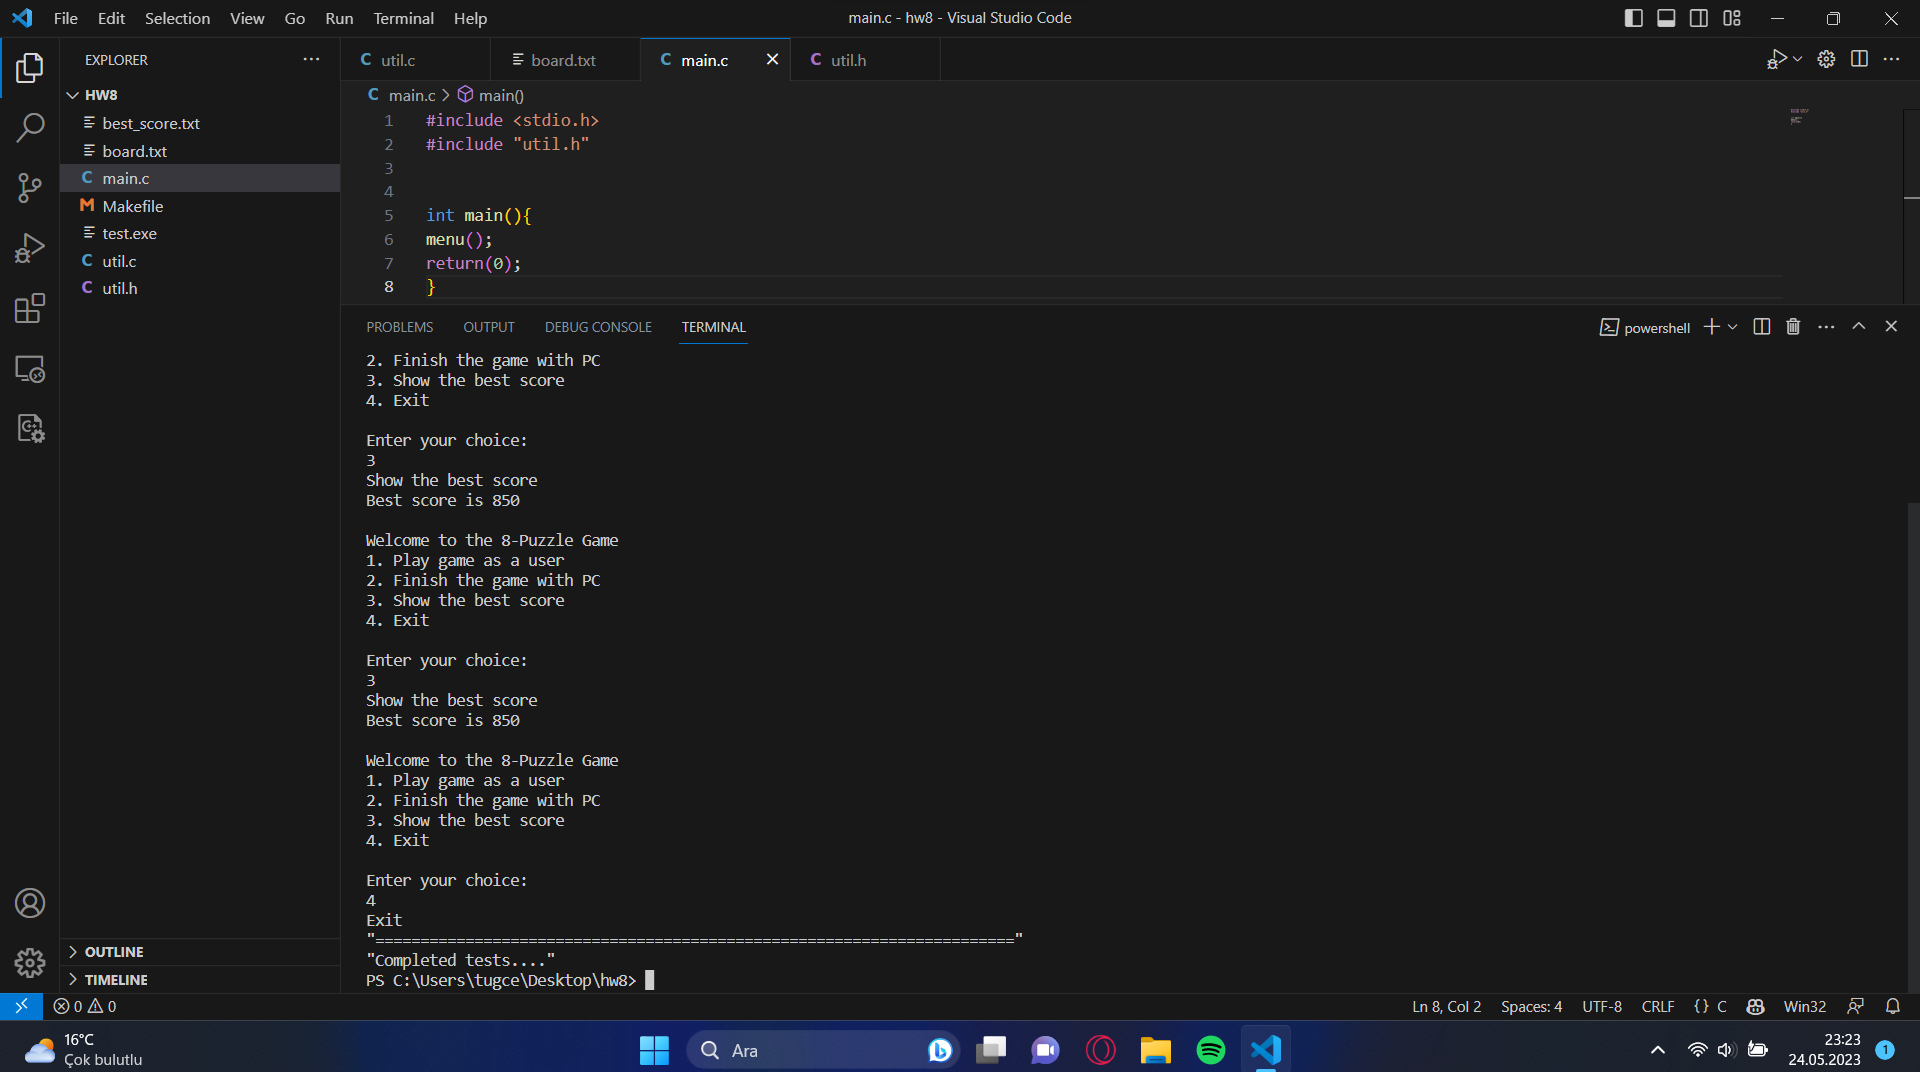 File Edit Selection View Go Run Terminal Help
main.c - hw8 - Visual Studio Code
EXPLORER
HW8
best_score.txt
board.txt
C main.c
M Makefile
test.exe
C util.c
C util.h
OUTLINE
TIMELINE
C util.c board.txt C main.c C util.h
C main.c > main()
1 #include <stdio.h>
2 #include "util.h"
3
4
5 int main(){
6 menu();
7 return(0);
8 }
PROBLEMS OUTPUT DEBUG CONSOLE TERMINAL
powershell
2. Finish the game with PC
3. Show the best score
4. Exit
Enter your choice:
3
Show the best score
Best score is 850
Welcome to the 8-Puzzle Game
1. Play game as a user
2. Finish the game with PC
3. Show the best score
4. Exit
Enter your choice:
3
Show the best score
Best score is 850
Welcome to the 8-Puzzle Game
1. Play game as a user
2. Finish the game with PC
3. Show the best score
4. Exit
Enter your choice:
4
Exit
"======================================================================="
"Completed tests...."
PS C:\Users\tugce\Desktop\hw8>
0 0
Ln 8, Col 2 Spaces: 4 UTF-8 CRLF {} C Win32
16°C
Çok bulutlu
Ara
23:23
24.05.2023
1